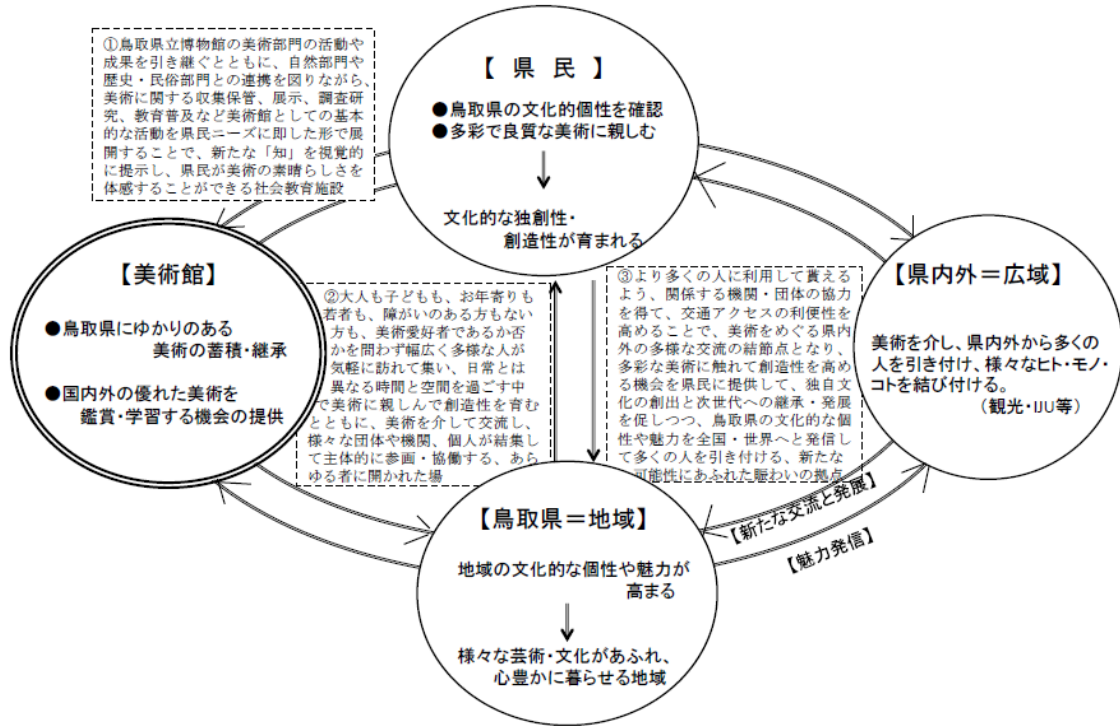 ①鳥取県立博物館の美術部門の活動や
成果を引き継ぐとともに、自然部門や
歴史・民俗部門との連携を図りながら、
美術に関する収集保管、展示、調査研
究、教育普及など美術館としての基本
的な活動を県民ニーズに即した形で展
開することで、新たな「知」を視覚的
に提示し、県民が美術の素晴らしさを
体感することができる社会教育施設
【県民】
●鳥取県の文化的個性を確認
●多彩で良質な美術に親しむ
文化的な独創性・
創造性が育まれる
【美術館】
●鳥取県にゆかりのある
美術の蓄積・継承
●国内外の優れた美術を
鑑賞・学習する機会の提供
②大人も子どもも、お年寄りも
若者も、障がいのある方もない
方も、美術愛好者であるか否
かを問わず幅広く多様な人が
気軽に訪れて集い、日常とは
異なる時間と空間を過ごす中
で美術に親しんで創造性を育む
とともに、美術を介して交流し、
様々な団体や機関、個人が結集して
主体的に参画・協働する、あら
ゆる者に開かれた場
③より多くの人に利用して貰える
よう、関係する機関・団体の協力
を得て、交通アクセスの利便性を
高めることで、美術をめぐる県内
外の多様な交流の結節点となり、
多彩な美術に触れて創造性を高め
る機会を県民に提供して、独自文
化の創出と次世代への継承・発展
を促しつつ、鳥取県の文化的な個
性や魅力を全国・世界へと発信し
て多くの人を引き付ける、新たな
可能性にあふれた賑わいの拠点
【県内外＝広域】
美術を介し、県内外から多くの
人を引き付け、様々なヒト・モノ・
コトを結び付ける。
（観光・IJU等）
【鳥取県＝地域】
地域の文化的な個性や魅力が
高まる
様々な芸術・文化があふれ、
心豊かに暮らせる地域
【新たな交流と発展】
【魅力発信】